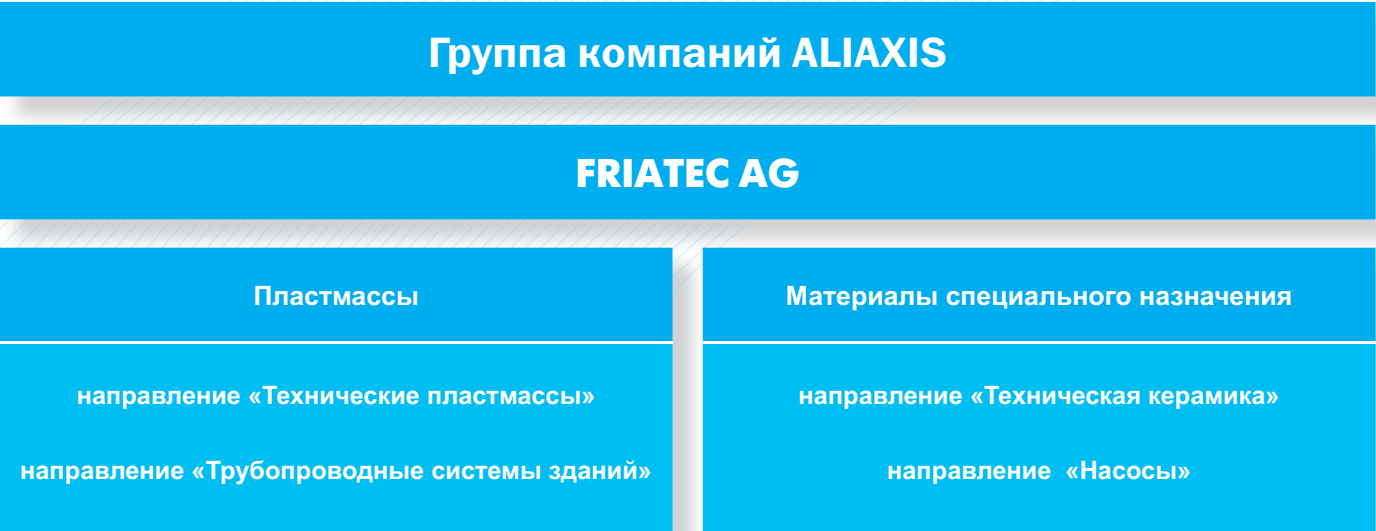 Группа компаний ALIAXIS
FRIATEC AG
Пластмассы
направление «Технические пластмассы»
направление «Трубопроводные системы зданий»
Материалы специального назначения
направление «Техническая керамика»
направление «Насосы»